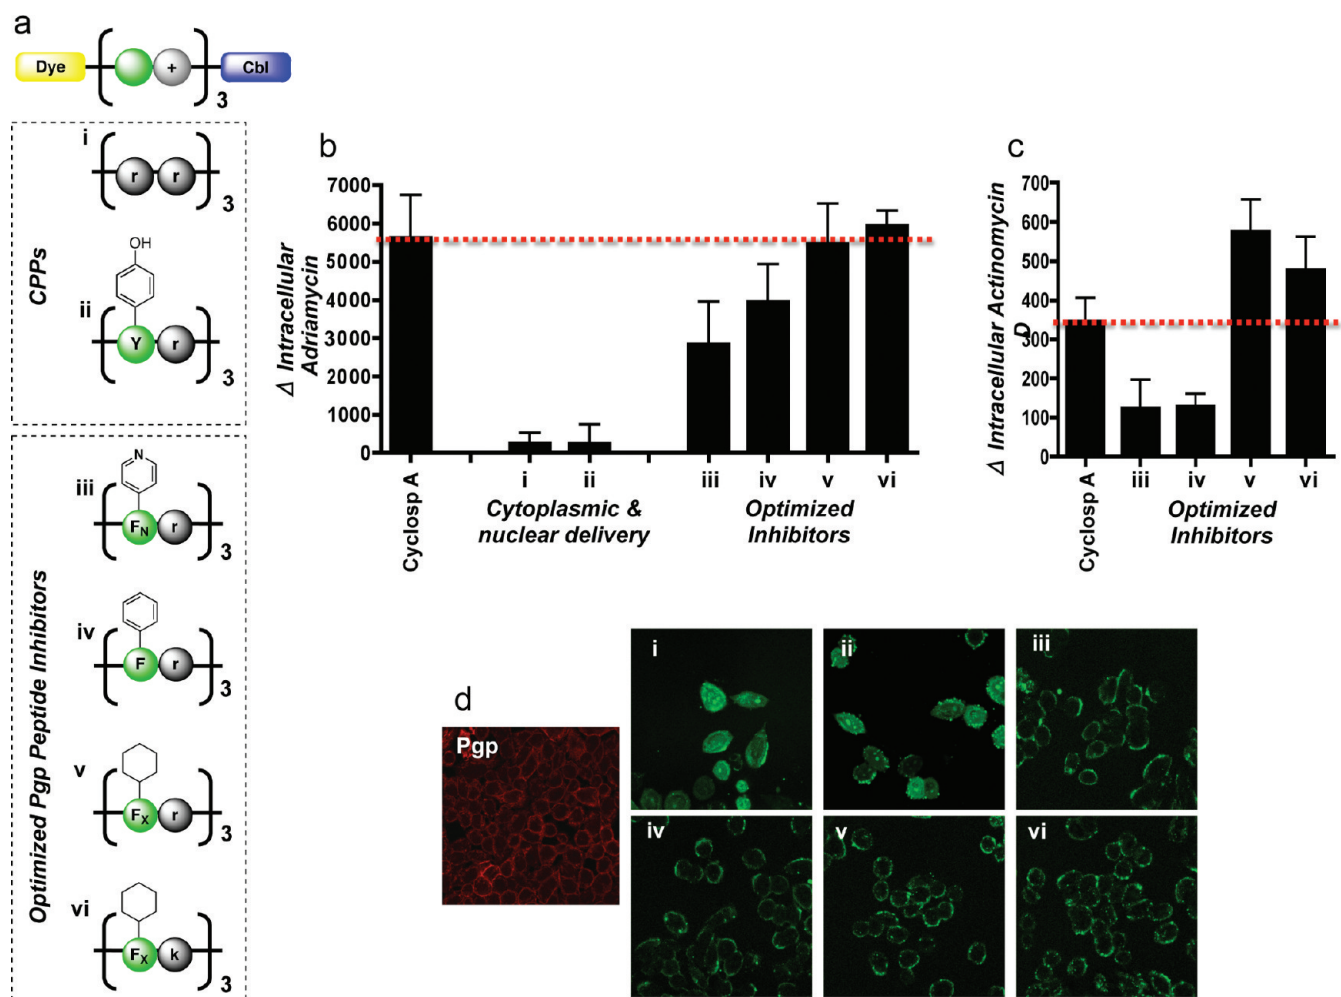 a
Dye
+
Cbl
3
CPPs
i
r r
3
OH
ii
Y r
3
Optimized Pgp Peptide Inhibitors
iii
N
FN r
3
iv
F r
3
v
FX r
3
vi
FX k
3
b
Δ Intracellular
Adriamycin
7000
6000
5000
4000
3000
2000
1000
0
Cyclosp A
i ii iii iv v vi
Cytoplasmic &
nuclear delivery
Optimized
Inhibitors
c
Δ Intracellular Actinomycin
D
700
600
500
400
300
200
100
0
Cyclosp A
iii iv v vi
Optimized
Inhibitors
d
Pgp
i
ii
iii
iv
v
vi